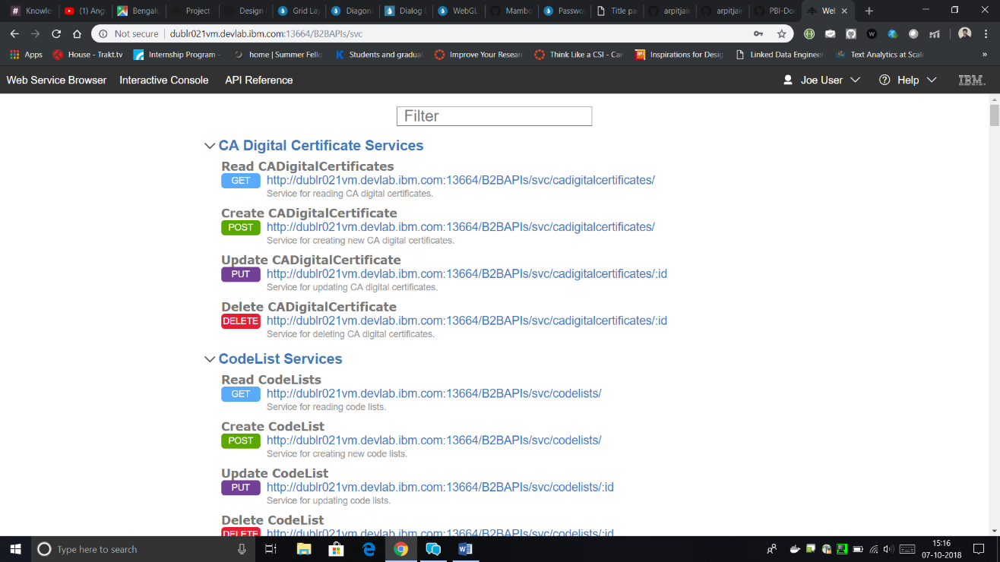 Knowle
(1) Ang
Bengalu
Project
Design
Grid Lay
Diagon
Dialog
WebGL
Mambo
Passwo
Title pa
arpitjain
arpitjain
PBI-Doc
Web
Not secure | dublr021vm.devlab.ibm.com:13664/B2BAPIs/svc
Apps
House - Trakt.tv
Internship Program -
home | Summer Fello
Students and gradua
Improve Your Resear
Think Like a CSI - Car
Inspirations for Desig
Linked Data Engineer
Text Analytics at Scal
»
Web Service Browser Interactive Console API Reference Joe User Help IBM.
Filter
CA Digital Certificate Services
Read CADigitalCertificates
GET http://dublr021vm.devlab.ibm.com:13664/B2BAPIs/svc/cadigitalcertificates/
Service for reading CA digital certificates.
Create CADigitalCertificate
POST http://dublr021vm.devlab.ibm.com:13664/B2BAPIs/svc/cadigitalcertificates/
Service for creating new CA digital certificates.
Update CADigitalCertificate
PUT http://dublr021vm.devlab.ibm.com:13664/B2BAPIs/svc/cadigitalcertificates/:id
Service for updating CA digital certificates.
Delete CADigitalCertificate
DELETE http://dublr021vm.devlab.ibm.com:13664/B2BAPIs/svc/cadigitalcertificates/:id
Service for deleting CA digital certificates.
CodeList Services
Read CodeLists
GET http://dublr021vm.devlab.ibm.com:13664/B2BAPIs/svc/codelists/
Service for reading code lists.
Create CodeList
POST http://dublr021vm.devlab.ibm.com:13664/B2BAPIs/svc/codelists/
Service for creating new code lists.
Update CodeList
PUT http://dublr021vm.devlab.ibm.com:13664/B2BAPIs/svc/codelists/:id
Service for updating code lists.
Delete CodeList
DELETE http://dublr021vm.devlab.ibm.com:13664/B2BAPIs/svc/codelists/:id
Type here to search
15:16
07-10-2018